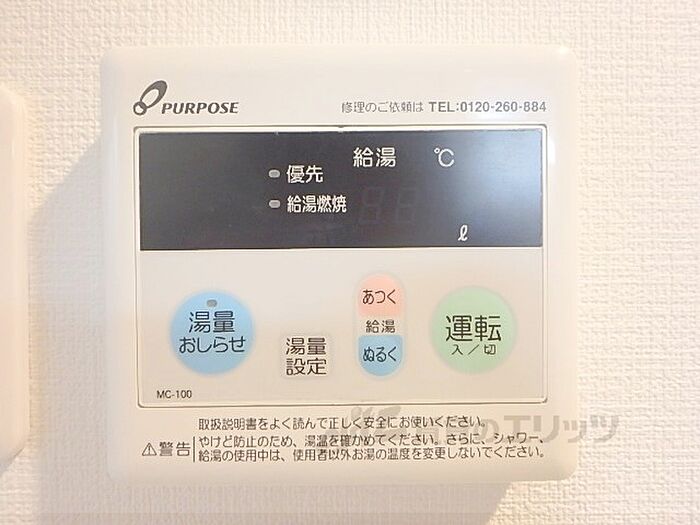 PURPOSE
修理のご依頼は TEL:0120-260-884
給湯 ℃
優先
給湯燃焼
ℓ
湯量
おしらせ
湯量
設定
あつく
給湯
ぬるく
運転
入／切
MC-100
取扱説明書をよく読んで正しく安全にお使いください。
⚠警告
やけど防止のため、湯温を確かめてください。さらに、シャワー、
給湯の使用中は、使用者以外お湯の温度を変更しないでください。
のエリッツ